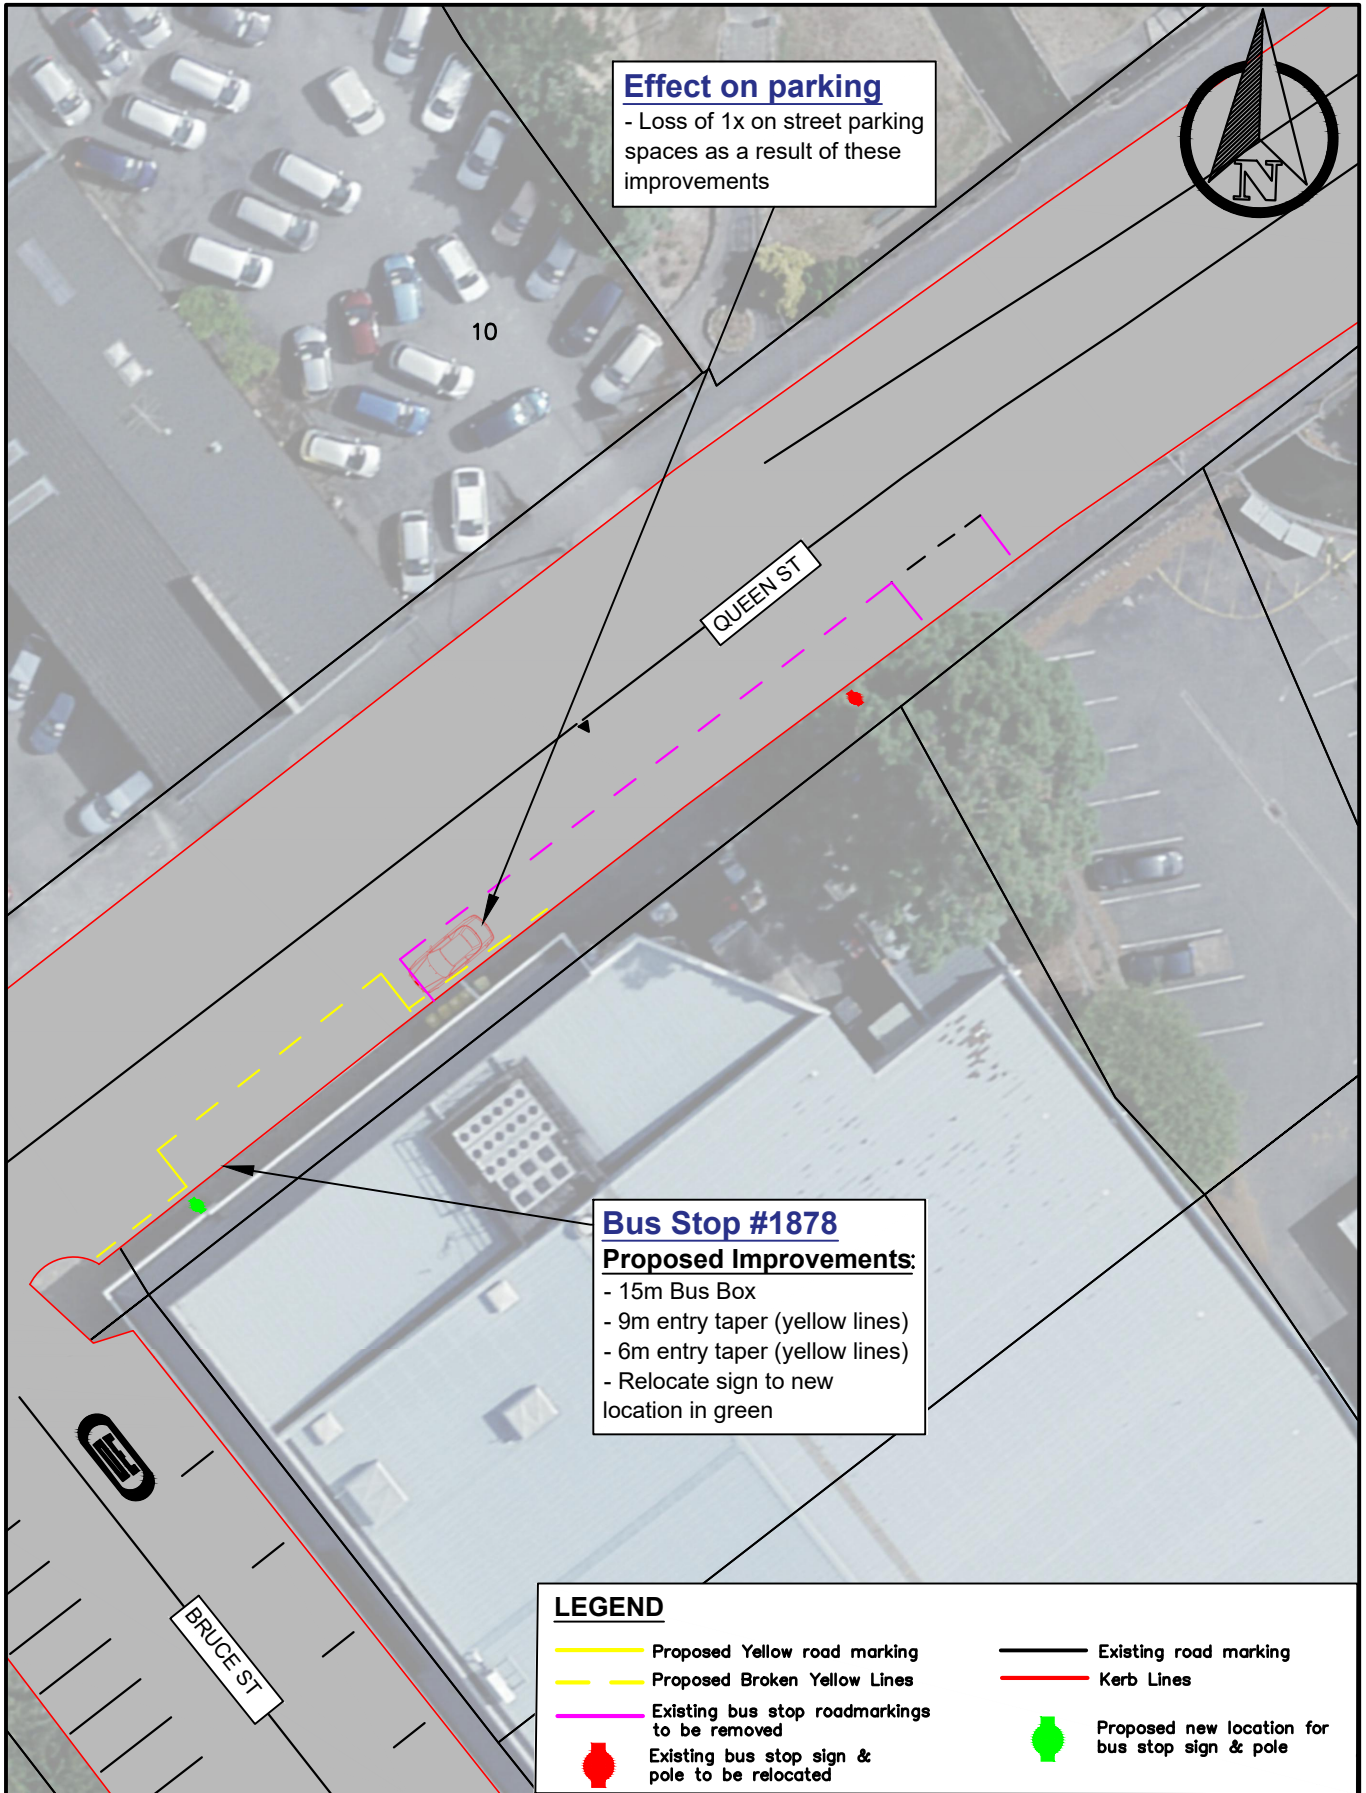 Effect on parking
- Loss of 1x on street parking
spaces as a result of these
improvements
N
10
QUEEN ST
Bus Stop #1878
Proposed Improvements:
- 15m Bus Box
- 9m entry taper (yellow lines)
- 6m entry taper (yellow lines)
- Relocate sign to new
location in green
BRUCE ST
LEGEND
Proposed Yellow road marking
Proposed Broken Yellow Lines
Existing bus stop roadmarkings
to be removed
Existing bus stop sign &
pole to be relocated
Existing road marking
Kerb Lines
Proposed new location for
bus stop sign & pole